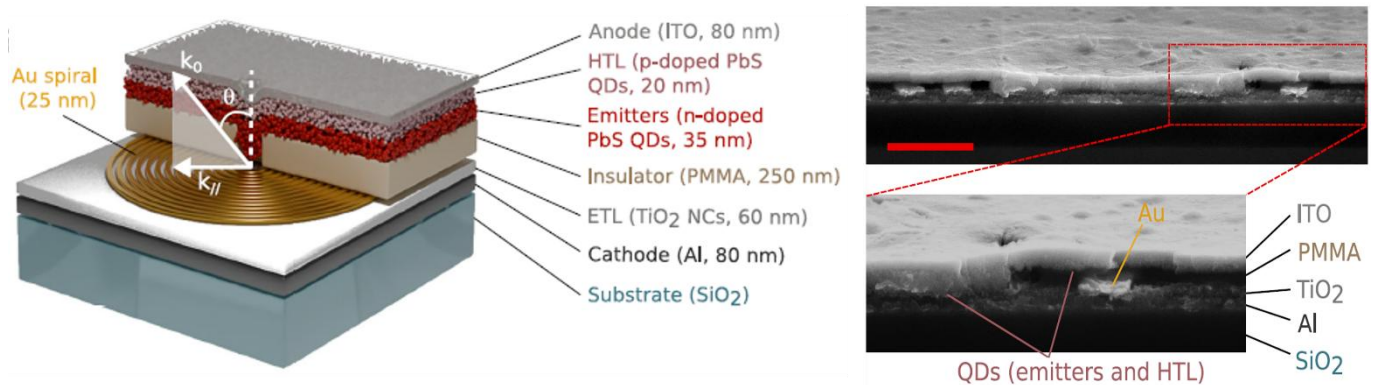 Au spiral
(25 nm)
k₀
θ
k//
Anode (ITO, 80 nm)
HTL (p-doped PbS
QDs, 20 nm)
Emitters (n-doped
PbS QDs, 35 nm)
Insulator (PMMA, 250 nm)
ETL (TiO₂ NCs, 60 nm)
Cathode (Al, 80 nm)
Substrate (SiO₂)
Au
ITO
PMMA
TiO₂
Al
SiO₂
QDs (emitters and HTL)